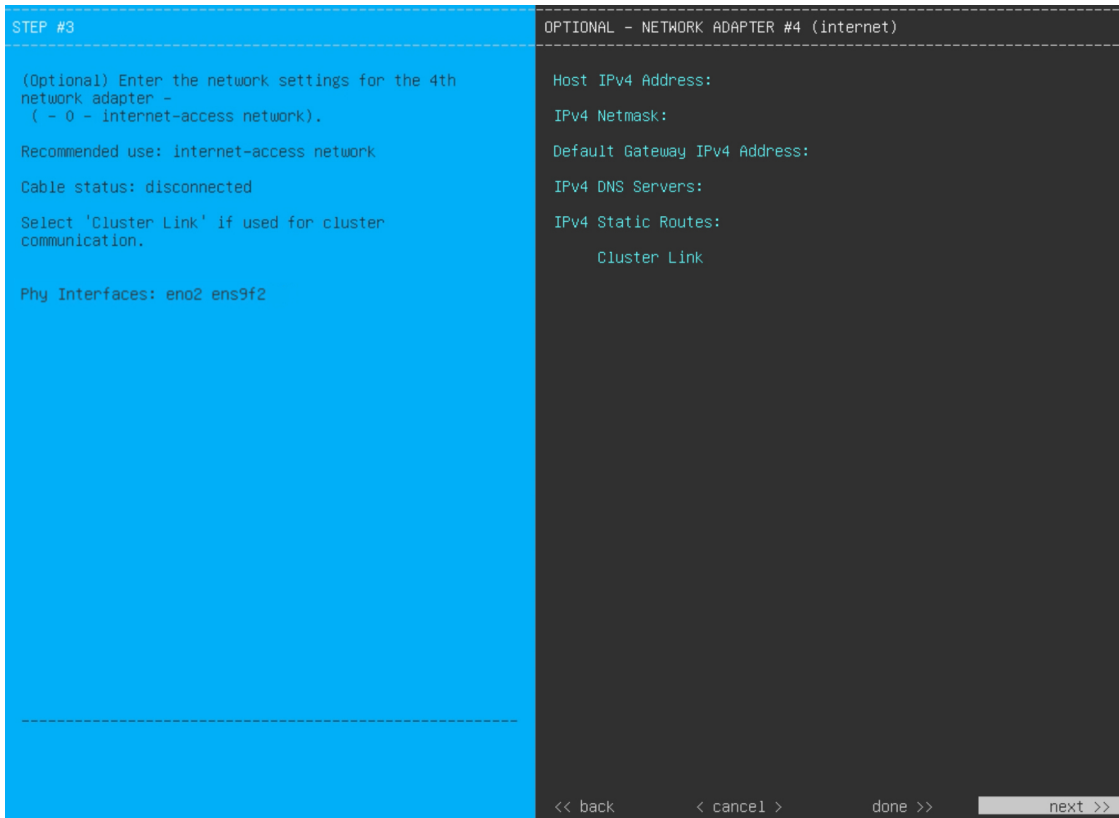 STEP #3
(Optional) Enter the network settings for the 4th
network adapter -
( - 0 - internet-access network).
Recommended use: internet-access network
Cable status: disconnected
Select 'Cluster Link' if used for cluster
communication.
Phy Interfaces: eno2 ens9f2
OPTIONAL - NETWORK ADAPTER #4 (internet)
Host IPv4 Address:
IPv4 Netmask:
Default Gateway IPv4 Address:
IPv4 DNS Servers:
IPv4 Static Routes:
Cluster Link
<< back < cancel > done >> next >>